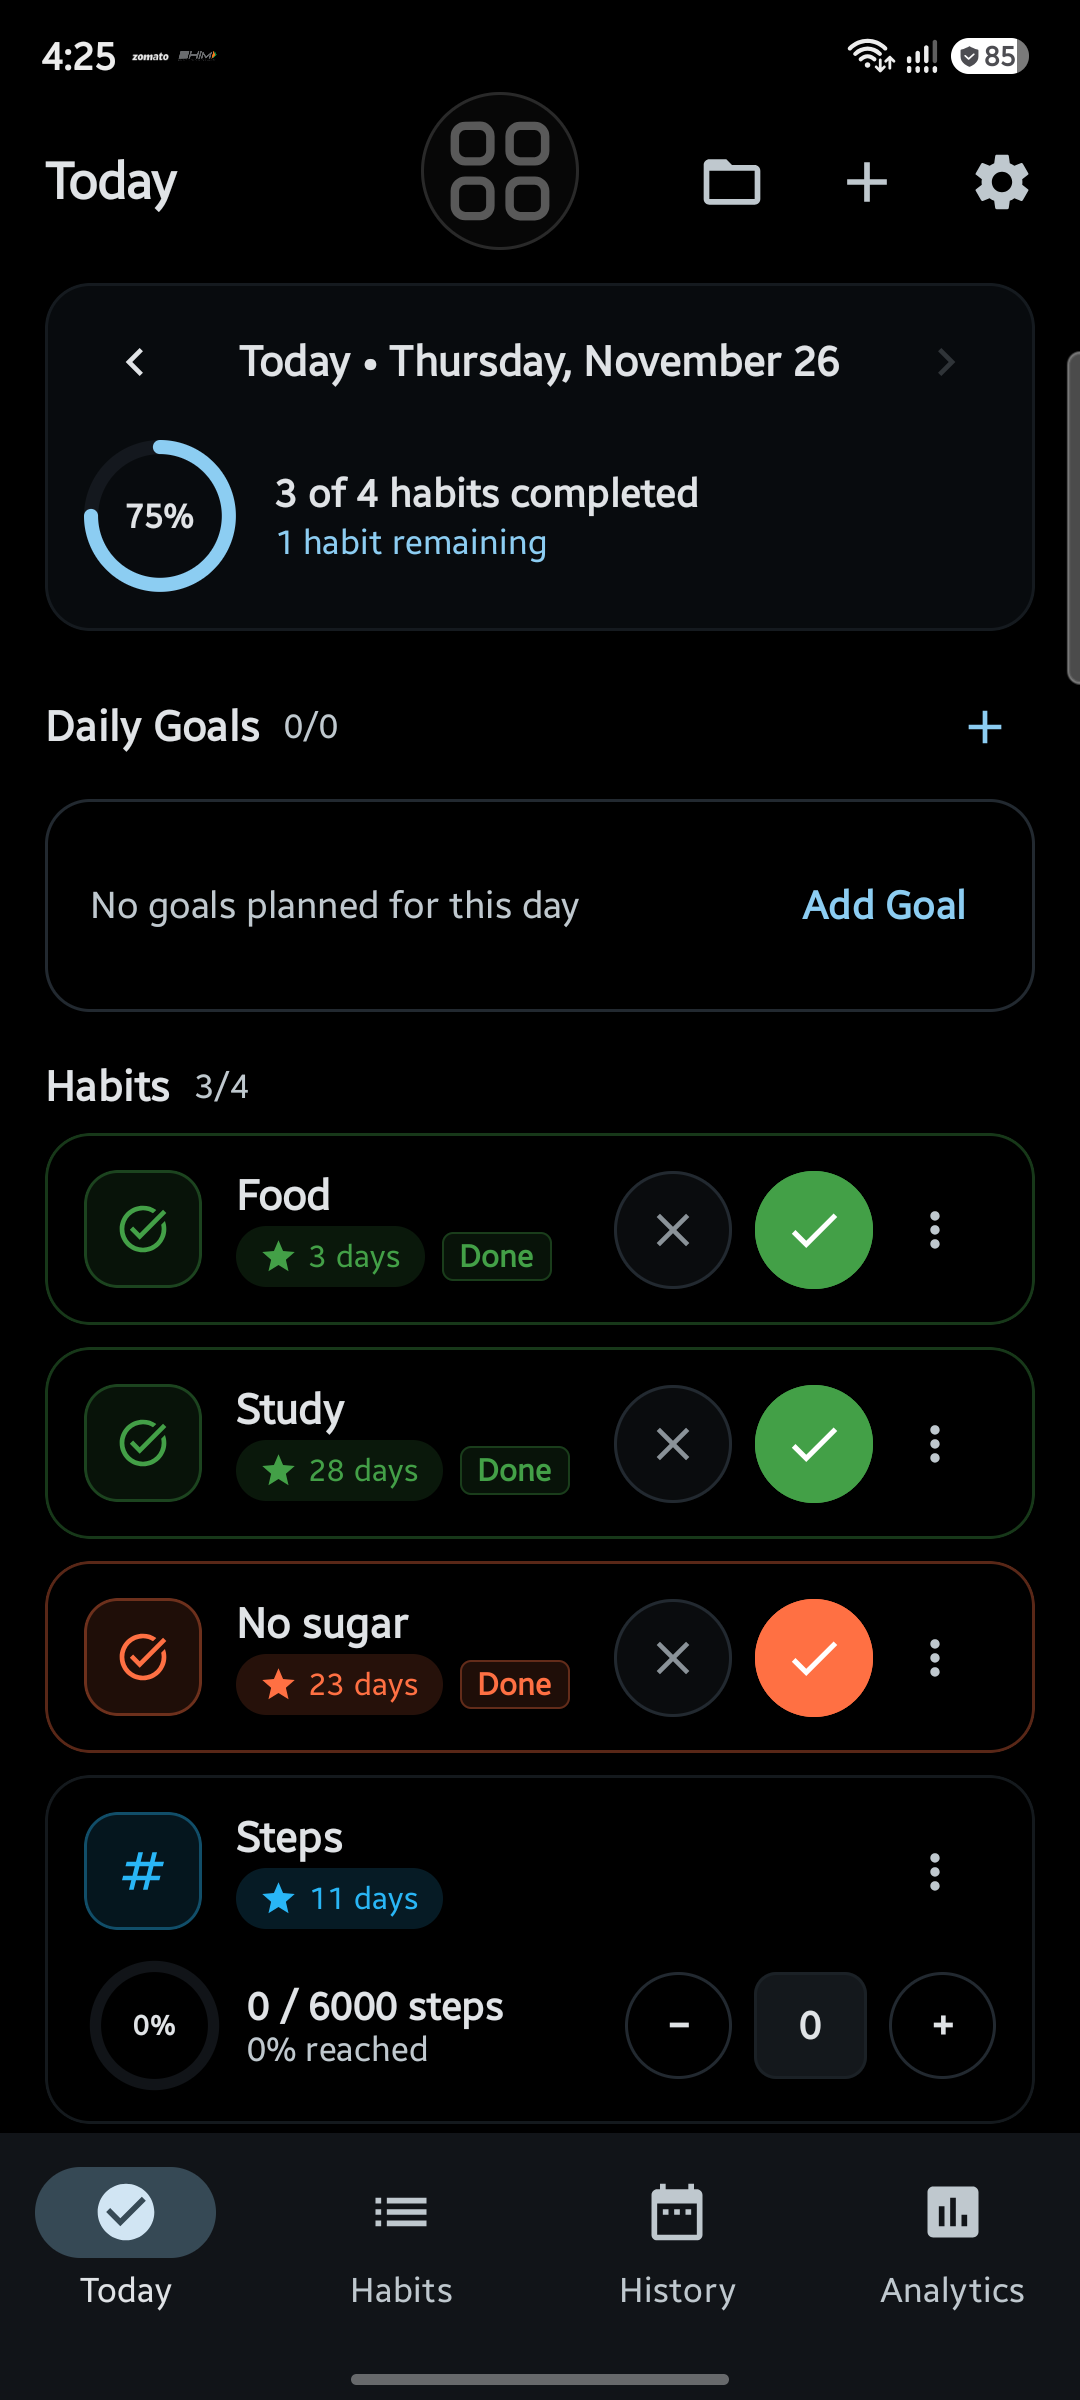 4:25 zomato BHIM 85
Today
Today • Thursday, November 26
75%
3 of 4 habits completed
1 habit remaining
Daily Goals 0/0
No goals planned for this day Add Goal
Habits 3/4
Food
3 days Done
Study
28 days Done
No sugar
23 days Done
#
Steps
11 days
0%
0 / 6000 steps
0% reached
− 0 +
Today Habits History Analytics